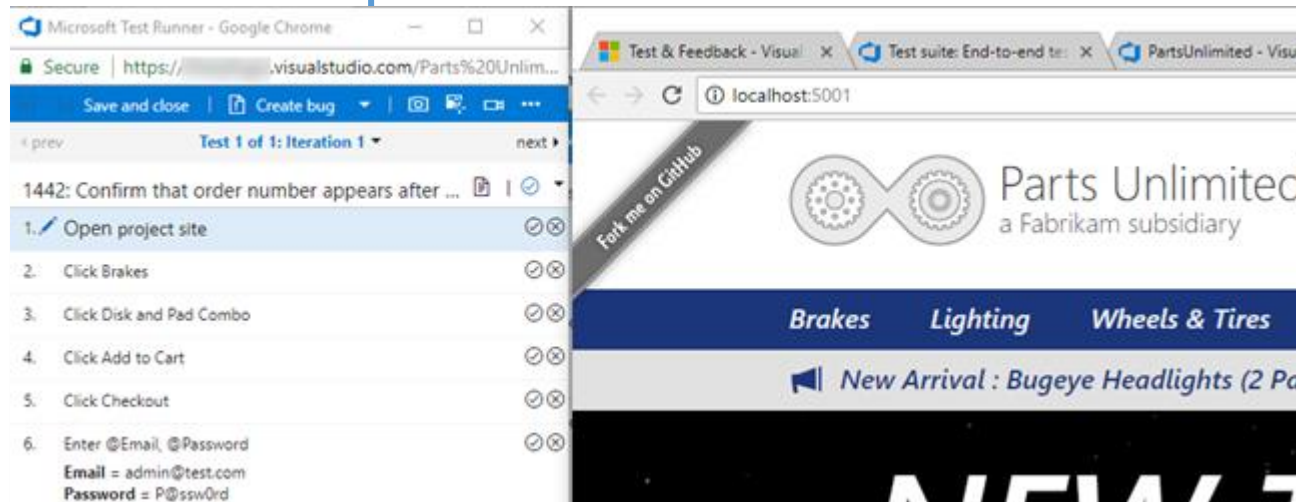 Microsoft Test Runner - Google Chrome
Secure | https:// .visualstudio.com/Parts%20Unlim...
Save and close | Create bug
prev Test 1 of 1: Iteration 1 next
1442: Confirm that order number appears after ...
1. Open project site
2. Click Brakes
3. Click Disk and Pad Combo
4. Click Add to Cart
5. Click Checkout
6. Enter @Email, @Password
Email = admin@test.com
Password = P@ssw0rd
Test & Feedback - Visual
Test suite: End-to-end te
PartsUnlimited - Visu
localhost:5001
Fork me on GitHub
Parts Unlimited
a Fabrikam subsidiary
Brakes Lighting Wheels & Tires
New Arrival : Bugeye Headlights (2 Pa
NEW T